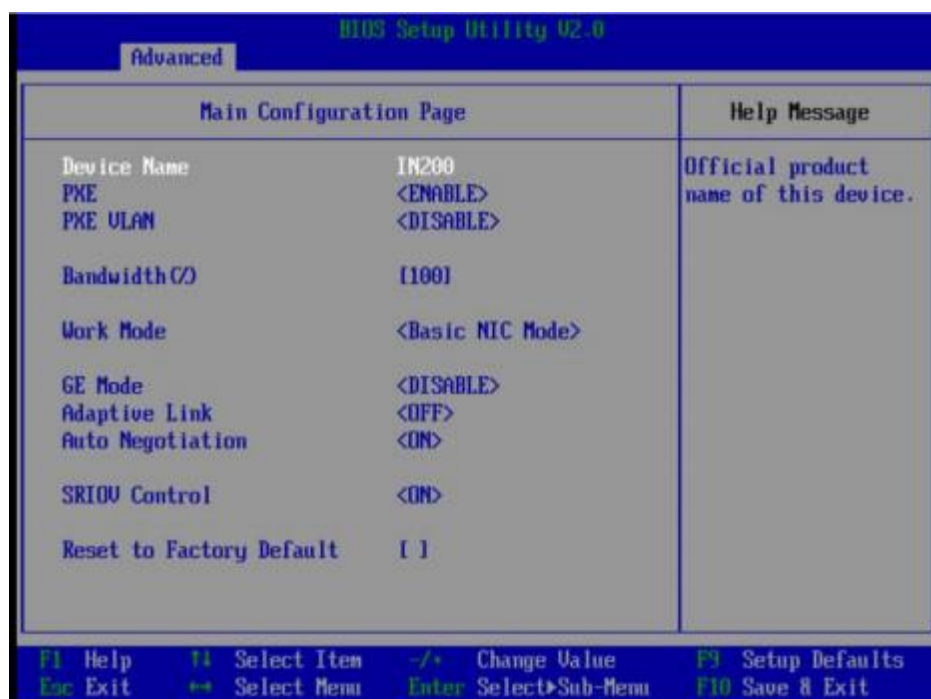 BIOS Setup Utility V2.0
Advanced
Main Configuration Page
Help Message
Device Name IN200
PXE <ENABLE>
PXE VLAN <DISABLE>
Bandwidth(%) [100]
Work Mode <Basic NIC Mode>
GE Mode <DISABLE>
Adaptive Link <OFF>
Auto Negotiation <ON>
SRIOV Control <ON>
Reset to Factory Default [ ]
Official product
name of this device.
F1 Help ↑↓ Select Item -/+ Change Value F9 Setup Defaults
Esc Exit ←→ Select Menu Enter Select▶Sub-Menu F10 Save & Exit